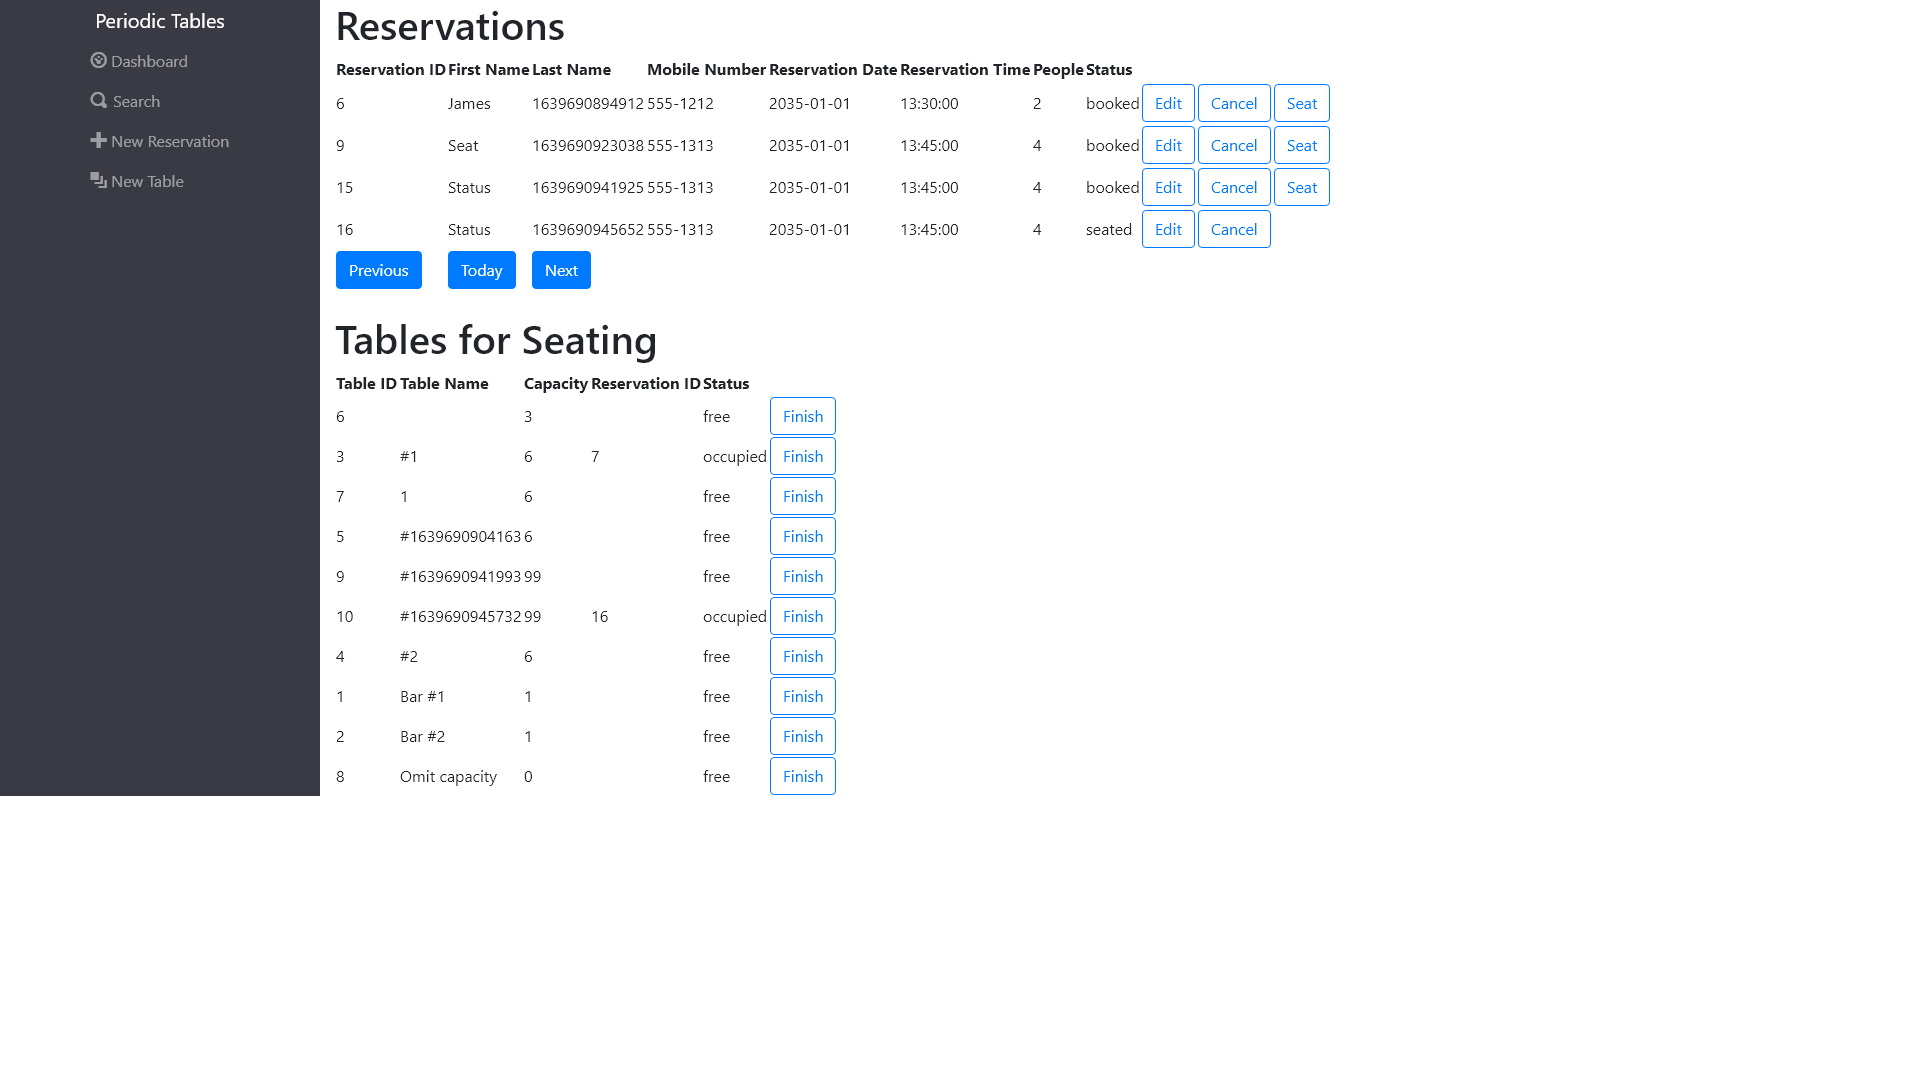 Periodic Tables
Dashboard
Search
New Reservation
New Table
Reservations
Reservation ID First Name Last Name Mobile Number Reservation Date Reservation Time People Status
6 James 1639690894912 555-1212 2035-01-01 13:30:00 2 booked Edit Cancel Seat
9 Seat 1639690923038 555-1313 2035-01-01 13:45:00 4 booked Edit Cancel Seat
15 Status 1639690941925 555-1313 2035-01-01 13:45:00 4 booked Edit Cancel Seat
16 Status 1639690945652 555-1313 2035-01-01 13:45:00 4 seated Edit Cancel
Previous Today Next
Tables for Seating
Table ID Table Name Capacity Reservation ID Status
6 3 free Finish
3 #1 6 7 occupied Finish
7 1 6 free Finish
5 #1639690904163 6 free Finish
9 #1639690941993 99 free Finish
10 #1639690945732 99 16 occupied Finish
4 #2 6 free Finish
1 Bar #1 1 free Finish
2 Bar #2 1 free Finish
8 Omit capacity 0 free Finish